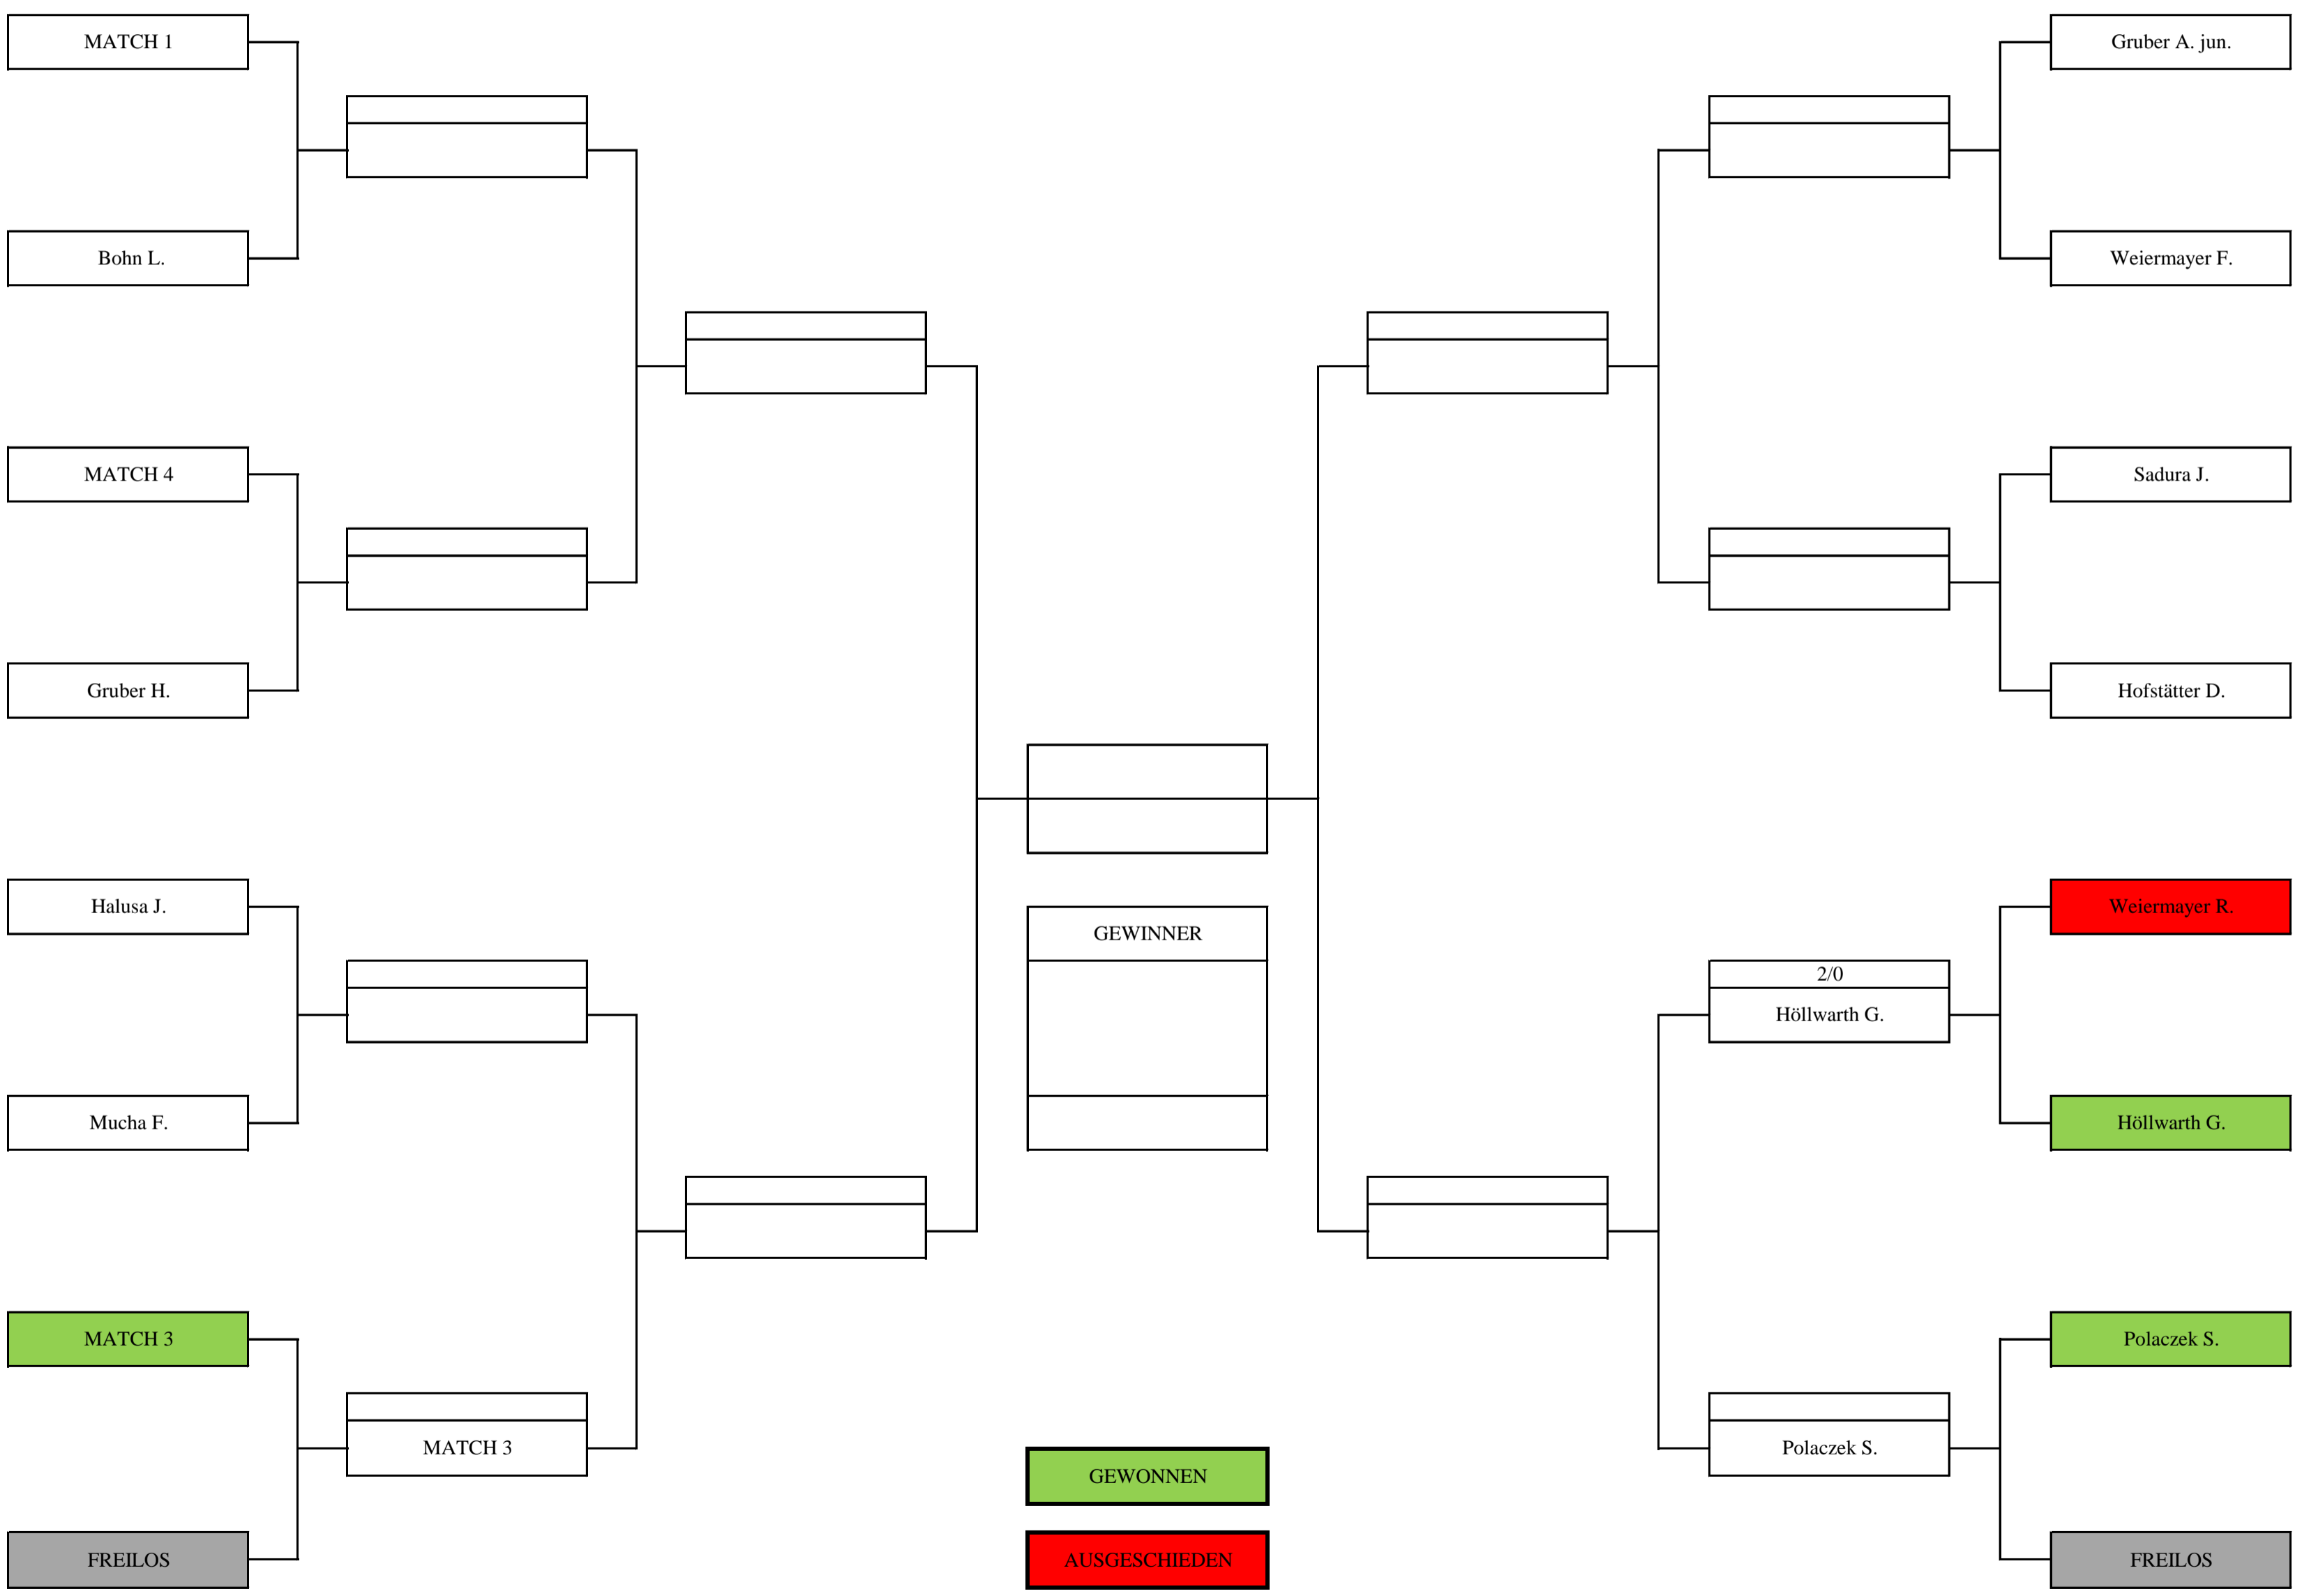 MATCH 1
Gruber A. jun.
Bohn L.
Weiermayer F.
MATCH 4
Sadura J.
Gruber H.
Hofstätter D.
Halusa J.
Weiermayer R.
GEWINNER
2/0
Höllwarth G.
Mucha F.
Höllwarth G.
MATCH 3
Polaczek S.
MATCH 3
Polaczek S.
GEWONNEN
FREILOS
AUSGESCHIEDEN
FREILOS